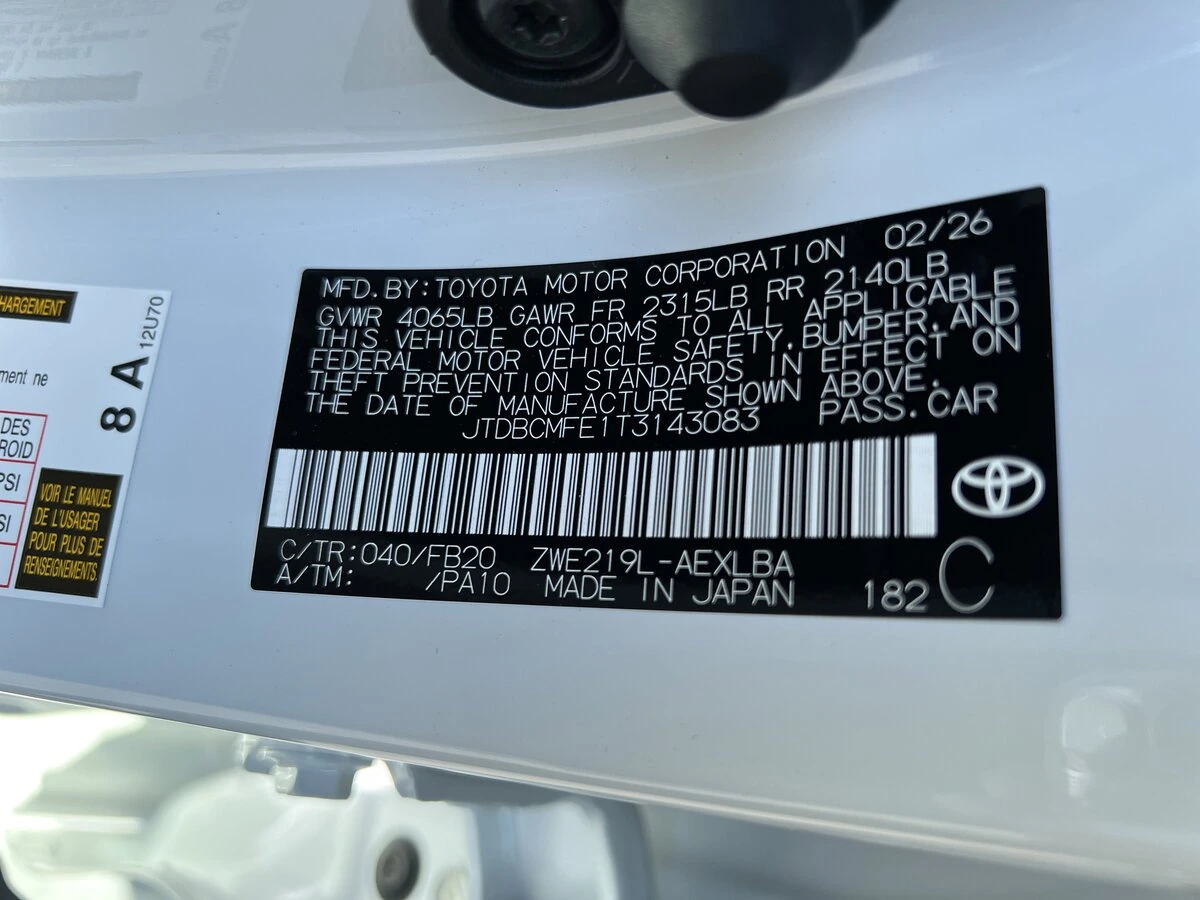 HARGEMENT
12U70
8 A
ment ne
DES
ROID
PSI
SI
VOIR LE MANUEL
DE L'USAGER
POUR PLUS DE
RENSEIGNEMENTS.
MFD.BY:TOYOTA MOTOR CORPORATION 02/26
GVWR 4065LB GAWR FR 2315LB RR 2140LB
THIS VEHICLE CONFORMS TO ALL APPLICABLE
FEDERAL MOTOR VEHICLE SAFETY,BUMPER,AND
THEFT PREVENTION STANDARDS IN EFFECT ON
THE DATE OF MANUFACTURE SHOWN ABOVE.
JTDBCMFE1T3143083 PASS.CAR
C/TR:040/FB20 ZWE219L-AEXLBA
A/TM: /PA10 MADE IN JAPAN 182 C